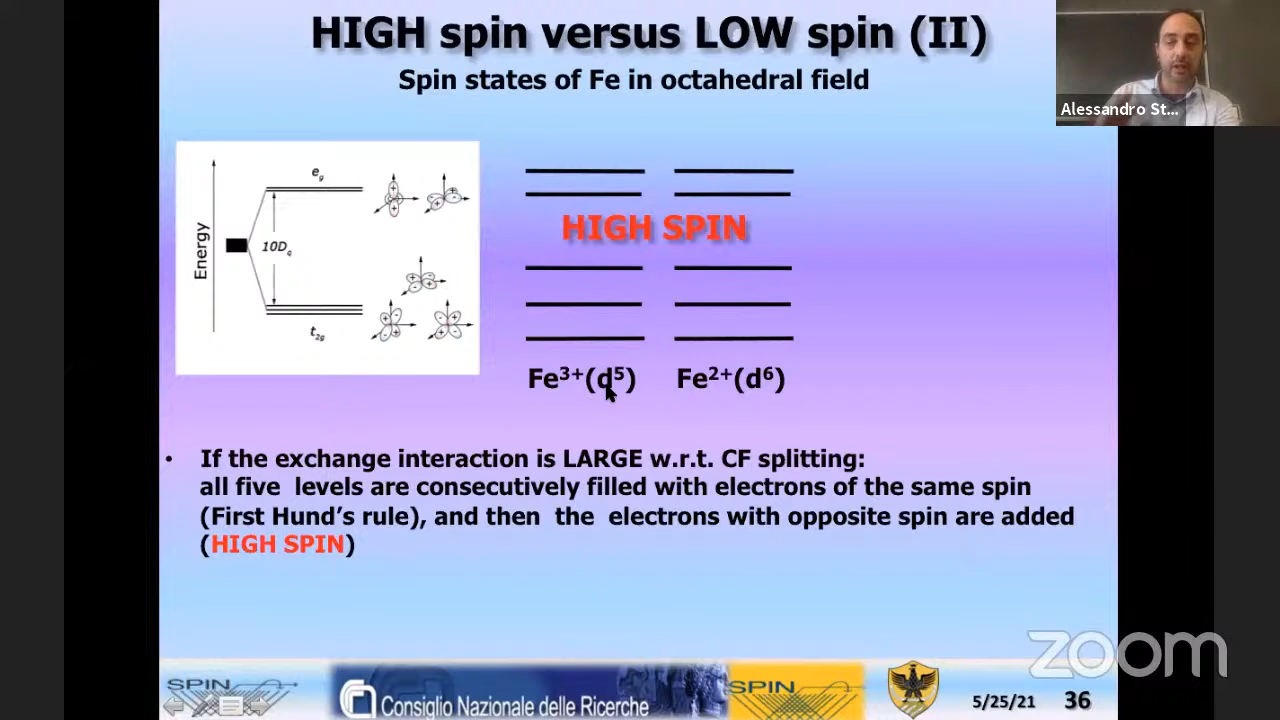 HIGH spin versus LOW spin (II)
Spin states of Fe in octahedral field
Alessandro St...
Energy
e_g
10D_q
t_2g
HIGH SPIN
Fe³⁺(d⁵) Fe²⁺(d⁶)
• If the exchange interaction is LARGE w.r.t. CF splitting:
all five levels are consecutively filled with electrons of the same spin
(First Hund’s rule), and then the electrons with opposite spin are added
(HIGH SPIN)
zoom
SPIN
Consiglio Nazionale delle Ricerche
SPIN
5/25/21 36